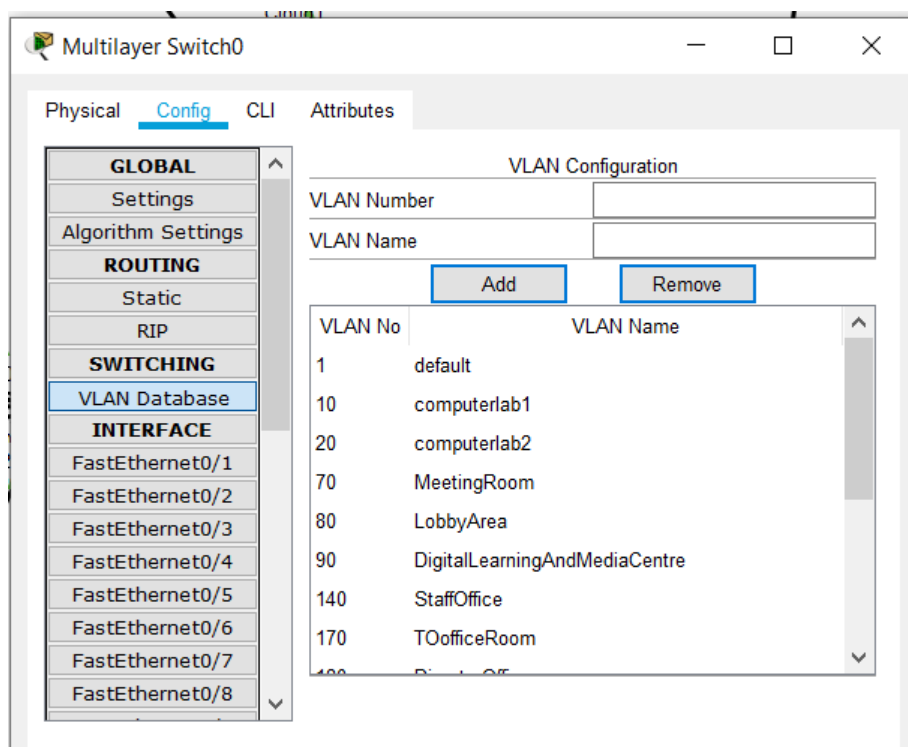 Multilayer Switch0
Physical Config CLI Attributes
GLOBAL
Settings
Algorithm Settings
ROUTING
Static
RIP
SWITCHING
VLAN Database
INTERFACE
FastEthernet0/1
FastEthernet0/2
FastEthernet0/3
FastEthernet0/4
FastEthernet0/5
FastEthernet0/6
FastEthernet0/7
FastEthernet0/8
VLAN Configuration
VLAN Number
VLAN Name
Add Remove
VLAN No VLAN Name
1 default
10 computerlab1
20 computerlab2
70 MeetingRoom
80 LobbyArea
90 DigitalLearningAndMediaCentre
140 StaffOffice
170 TOofficeRoom